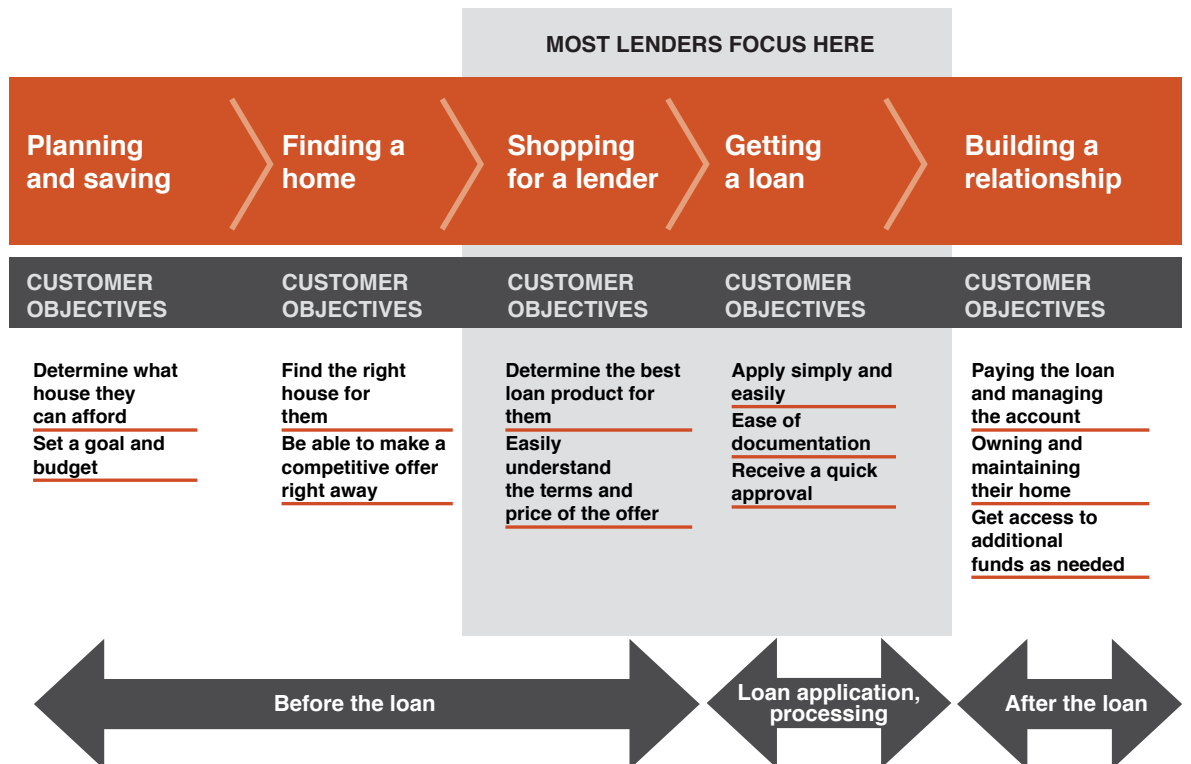 MOST LENDERS FOCUS HERE
Planning
and saving
Finding a
home
Shopping
for a lender
Getting
a loan
Building a
relationship
CUSTOMER
OBJECTIVES
CUSTOMER
OBJECTIVES
CUSTOMER
OBJECTIVES
CUSTOMER
OBJECTIVES
CUSTOMER
OBJECTIVES
Determine what
house they
can afford
Set a goal and
budget
Find the right
house for
them
Be able to make a
competitive offer
right away
Determine the best
loan product for
them
Easily
understand
the terms and
price of the offer
Apply simply and
easily
Ease of
documentation
Receive a quick
approval
Paying the loan
and managing
the account
Owning and
maintaining
their home
Get access to
additional
funds as needed
Before the loan
Loan application,
processing
After the loan